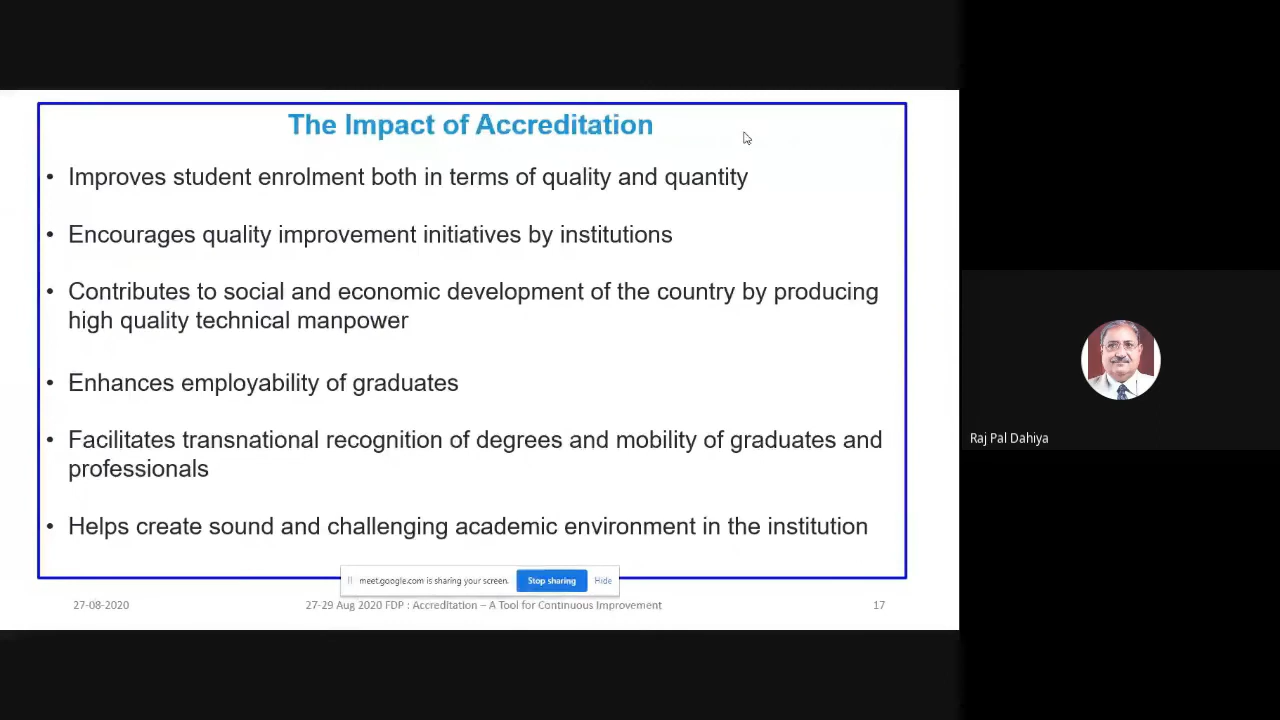 The Impact of Accreditation
• Improves student enrolment both in terms of quality and quantity
• Encourages quality improvement initiatives by institutions
• Contributes to social and economic development of the country by producing
high quality technical manpower
• Enhances employability of graduates
• Facilitates transnational recognition of degrees and mobility of graduates and
professionals
• Helps create sound and challenging academic environment in the institution
meet.google.com is sharing your screen. Stop sharing Hide
27-08-2020 27-29 Aug 2020 FDP : Accreditation – A Tool for Continuous Improvement 17
Raj Pal Dahiya